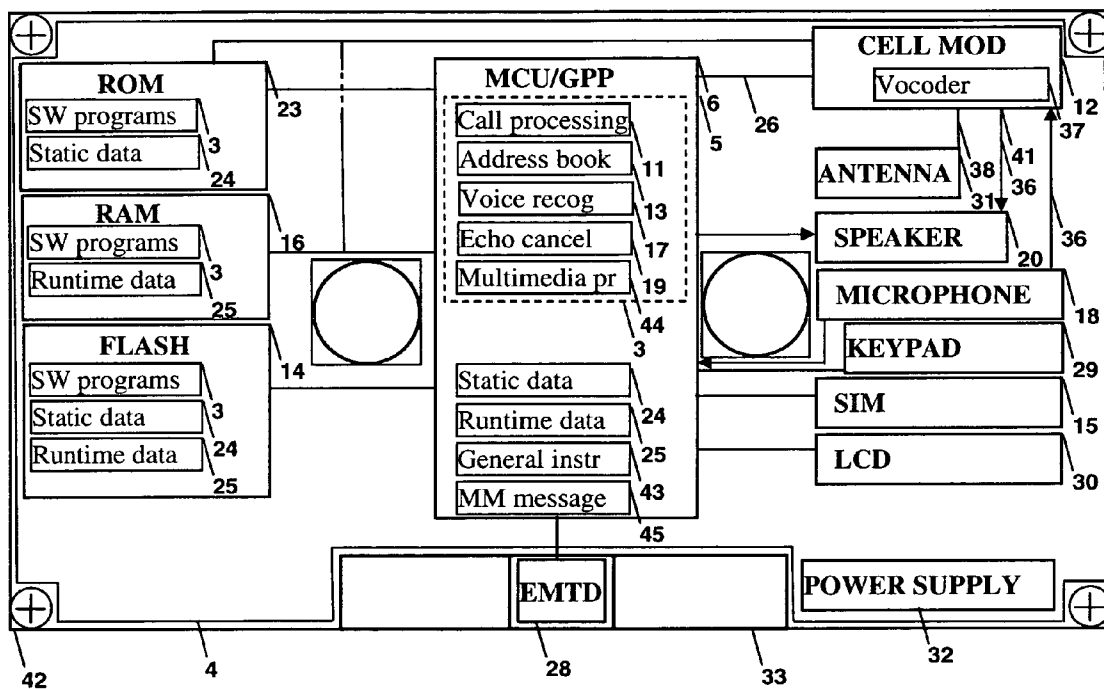 ROM
SW programs
3
Static data
24
23
RAM
SW programs
3
Runtime data
25
16
FLASH
SW programs
3
Static data
24
Runtime data
25
14
MCU/GPP
6
5
Call processing
11
Address book
13
Voice recog
17
Echo cancel
19
Multimedia pr
44
3
Static data
24
Runtime data
25
General instr
43
MM message
45
26
CELL MOD
12
Vocoder
37
38
41
36
36
ANTENNA
31
SPEAKER
20
MICROPHONE
18
KEYPAD
29
SIM
15
LCD
30
EMTD
POWER SUPPLY
42
4
28
33
32